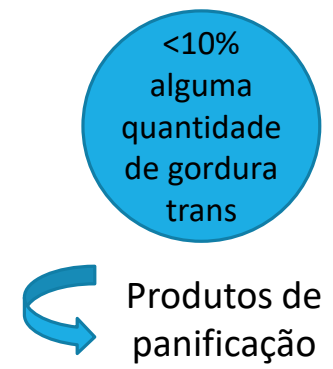 <10%
alguma
quantidade
de gordura
trans
Produtos de
panificação